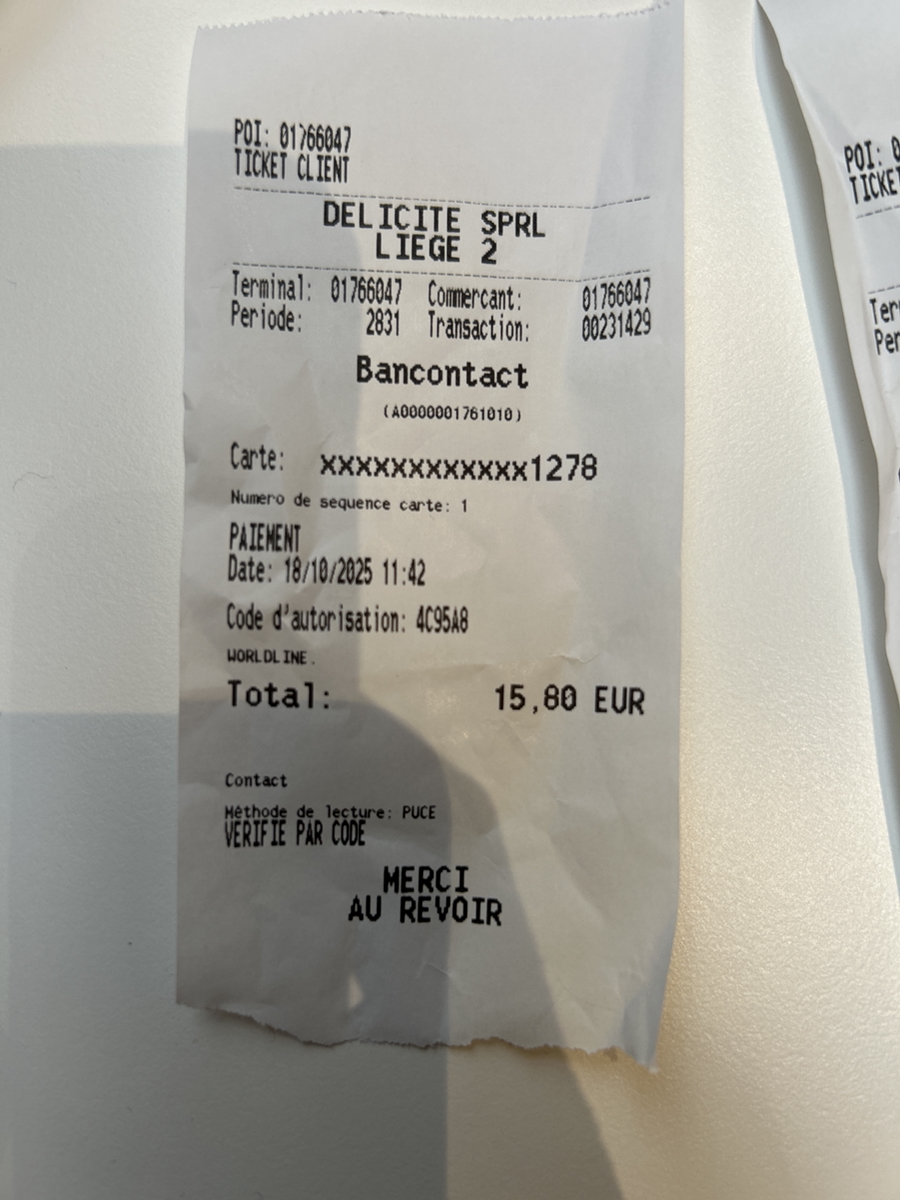 POI: 01766047
TICKET CLIENT
DELICITE SPRL
LIEGE 2
Terminal: 01766047 Commercant: 01766047
Periode: 2831 Transaction: 00231429
Bancontact
(A0000001761010)
Carte: xxxxxxxxxxxx1278
Numero de sequence carte: 1
PAIEMENT
Date: 18/10/2025 11:42
Code d'autorisation: 4C95A8
WORLDLINE.
Total: 15,80 EUR
Contact
Méthode de lecture: PUCE
VERIFIE PAR CODE
MERCI
AU REVOIR
POI: 0
TICKE
Ter
Per